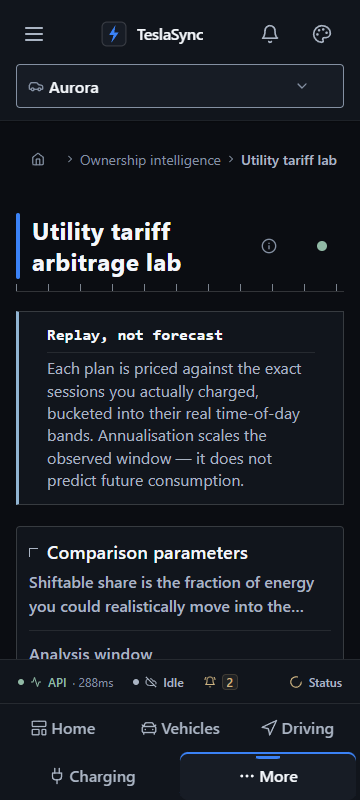 TeslaSync
Aurora
Ownership intelligence
Utility tariff lab
Utility tariff
arbitrage lab
Replay, not forecast
Each plan is priced against the exact
sessions you actually charged,
bucketed into their real time-of-day
bands. Annualisation scales the
observed window — it does not
predict future consumption.
Comparison parameters
Shiftable share is the fraction of energy
you could realistically move into the...
Analysis window
API · 288ms
Idle
2
Status
Home
Vehicles
Driving
Charging
More